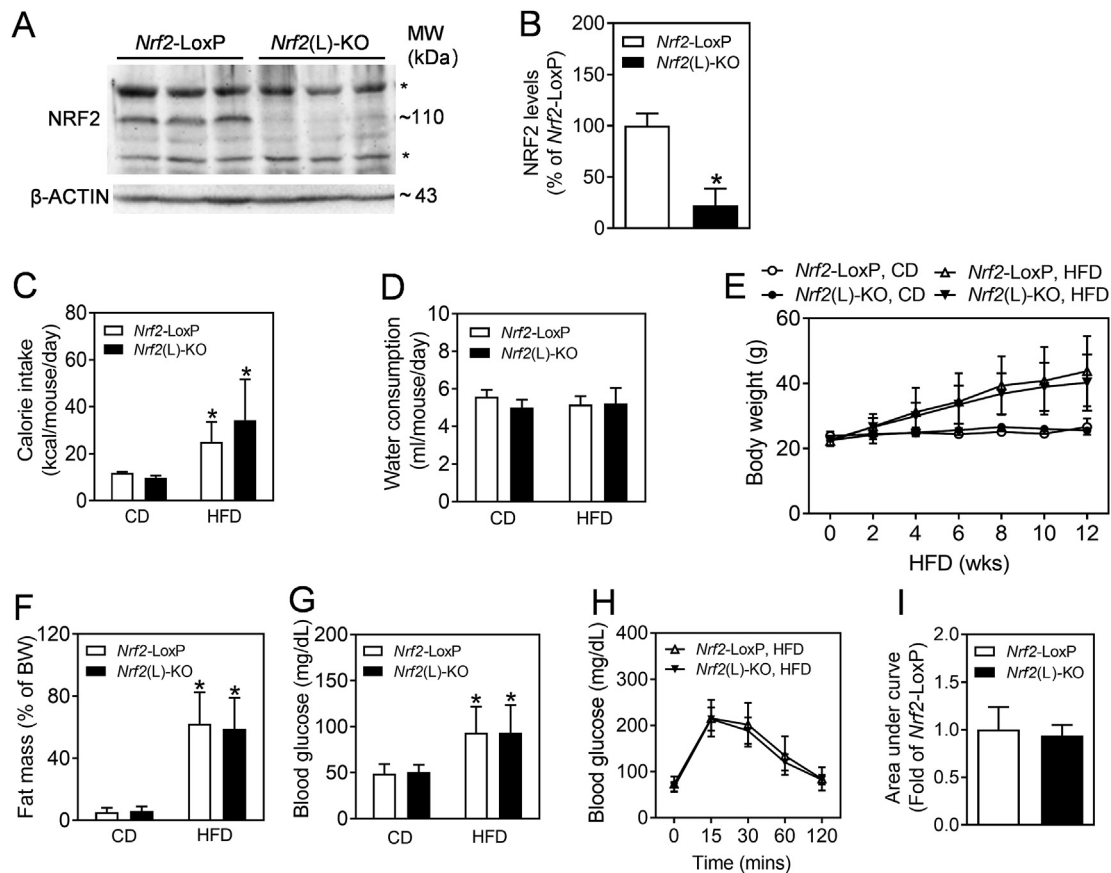 A
Nrf2-LoxP Nrf2(L)-KO MW
(kDa)
*
NRF2 ~110
*
β-ACTIN ~43
B
NRF2 levels
(% of Nrf2-LoxP)
200
150
100
50
0
Nrf2-LoxP
Nrf2(L)-KO
*
C
Calorie intake
(kcal/mouse/day)
80
60
40
20
0
Nrf2-LoxP
Nrf2(L)-KO
* *
CD HFD
D
Water consumption
(ml/mouse/day)
10
8
6
4
2
0
Nrf2-LoxP
Nrf2(L)-KO
CD HFD
E
Nrf2-LoxP, CD Nrf2-LoxP, HFD
Nrf2(L)-KO, CD Nrf2(L)-KO, HFD
Body weight (g)
60
40
20
0
0 2 4 6 8 10 12
HFD (wks)
F
Fat mass (% of BW)
120
80
40
0
Nrf2-LoxP
Nrf2(L)-KO
* *
CD HFD
G
Blood glucose (mg/dL)
200
150
100
50
0
Nrf2-LoxP
Nrf2(L)-KO
* *
CD HFD
H
Blood glucose (mg/dL)
400
300
200
100
0
Nrf2-LoxP, HFD
Nrf2(L)-KO, HFD
0 15 30 60 120
Time (mins)
I
Area under curve
(Fold of Nrf2-LoxP)
2.0
1.5
1.0
0.5
0.0
Nrf2-LoxP
Nrf2(L)-KO